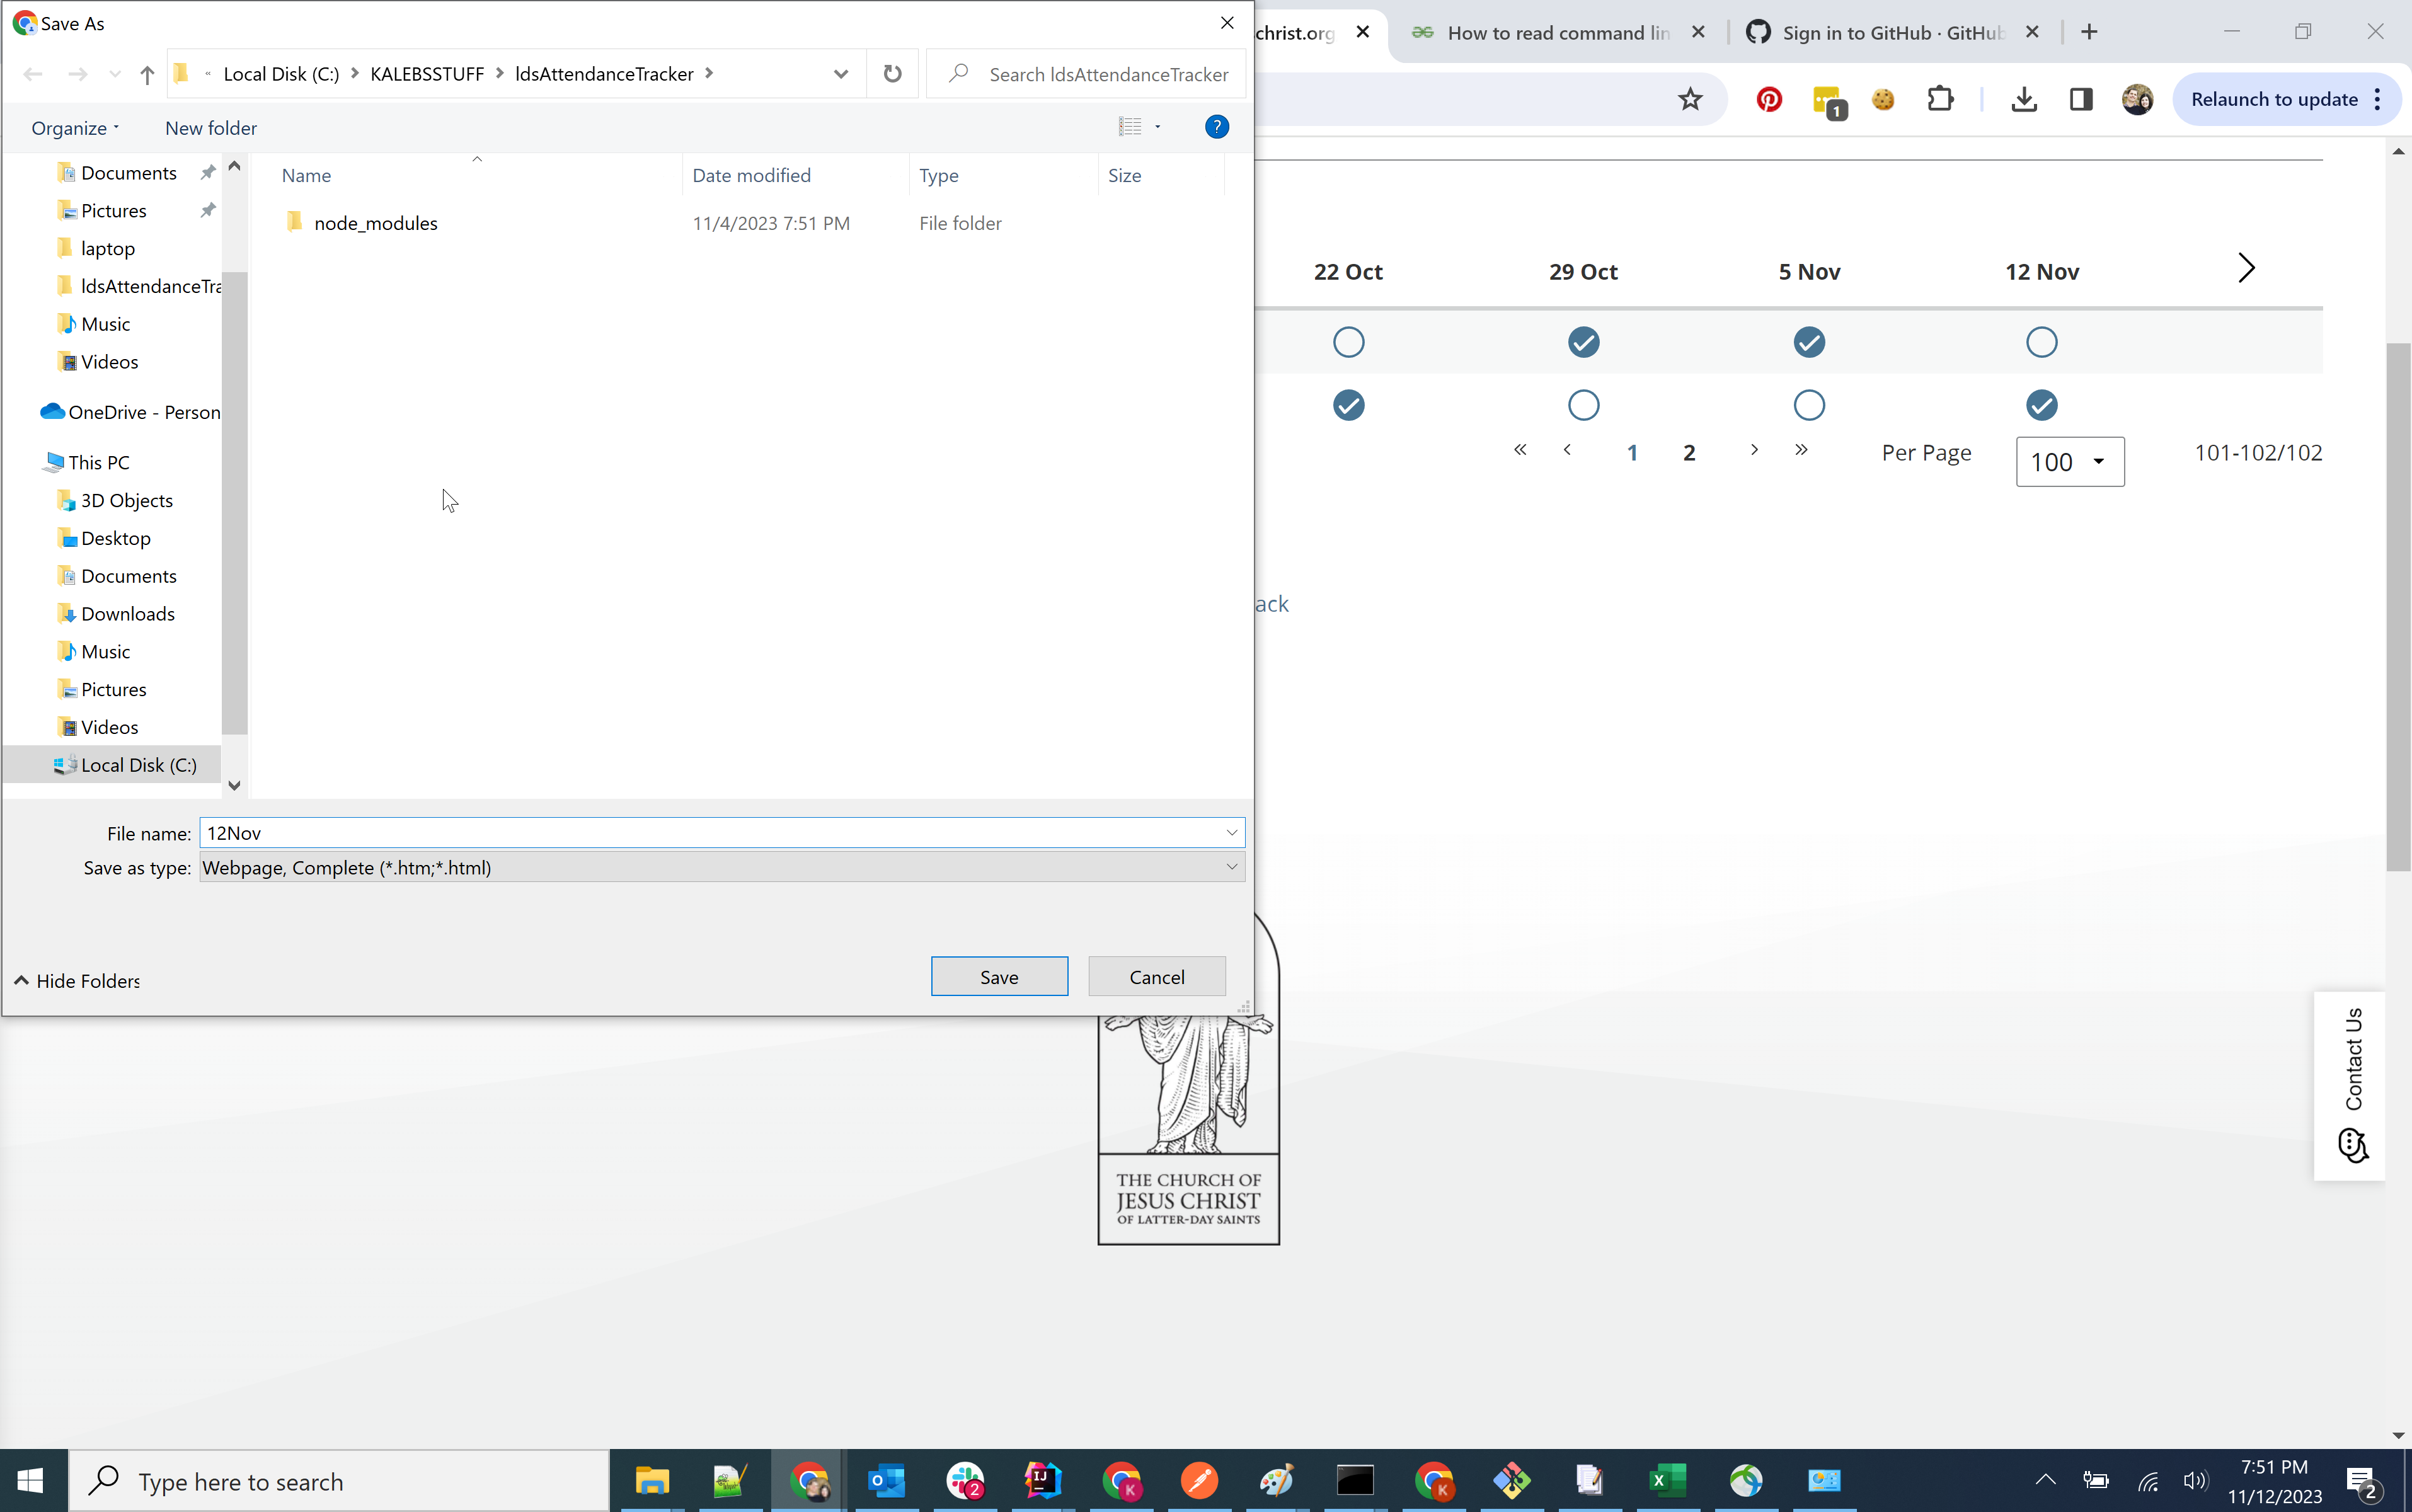 Save As
christ.org
How to read command lin
Sign in to GitHub · GitHub
« Local Disk (C:) > KALEBSSTUFF > ldsAttendanceTracker >
Search ldsAttendanceTracker
1
Relaunch to update
Organize
New folder
?
Documents
Pictures
laptop
ldsAttendanceTra
Music
Videos
OneDrive - Person
This PC
3D Objects
Desktop
Documents
Downloads
Music
Pictures
Videos
Local Disk (C:)
Name
Date modified
Type
Size
node_modules
11/4/2023 7:51 PM
File folder
22 Oct
29 Oct
5 Nov
12 Nov
« ‹ 1 2 › »
Per Page
100
101-102/102
ack
File name:
12Nov
Save as type:
Webpage, Complete (*.htm;*.html)
Hide Folders
Save
Cancel
Contact Us
THE CHURCH OF
JESUS CHRIST
OF LATTER-DAY SAINTS
Type here to search
2
K
K
7:51 PM
11/12/2023
2